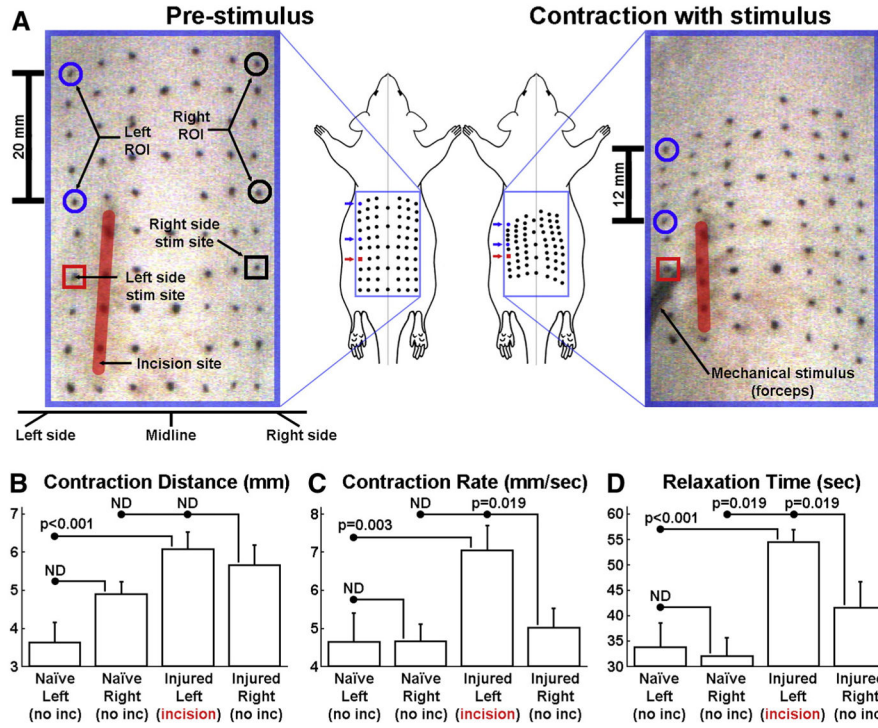 A
Pre-stimulus
Contraction with stimulus
20 mm
Left
ROI
Right
ROI
Right side
stim site
Left side
stim site
Incision site
Left side
Midline
Right side
12 mm
Mechanical stimulus
(forceps)
B
Contraction Distance (mm)
7
6
5
4
3
p<0.001
ND
ND
ND
Naïve
Left
(no inc)
Naïve
Right
(no inc)
Injured
Left
(incision)
Injured
Right
(no inc)
C
Contraction Rate (mm/sec)
8
7
6
5
4
p=0.003
ND
p=0.019
ND
Naïve
Left
(no inc)
Naïve
Right
(no inc)
Injured
Left
(incision)
Injured
Right
(no inc)
D
Relaxation Time (sec)
60
55
50
45
40
35
30
p<0.001
p=0.019
p=0.019
ND
Naïve
Left
(no inc)
Naïve
Right
(no inc)
Injured
Left
(incision)
Injured
Right
(no inc)